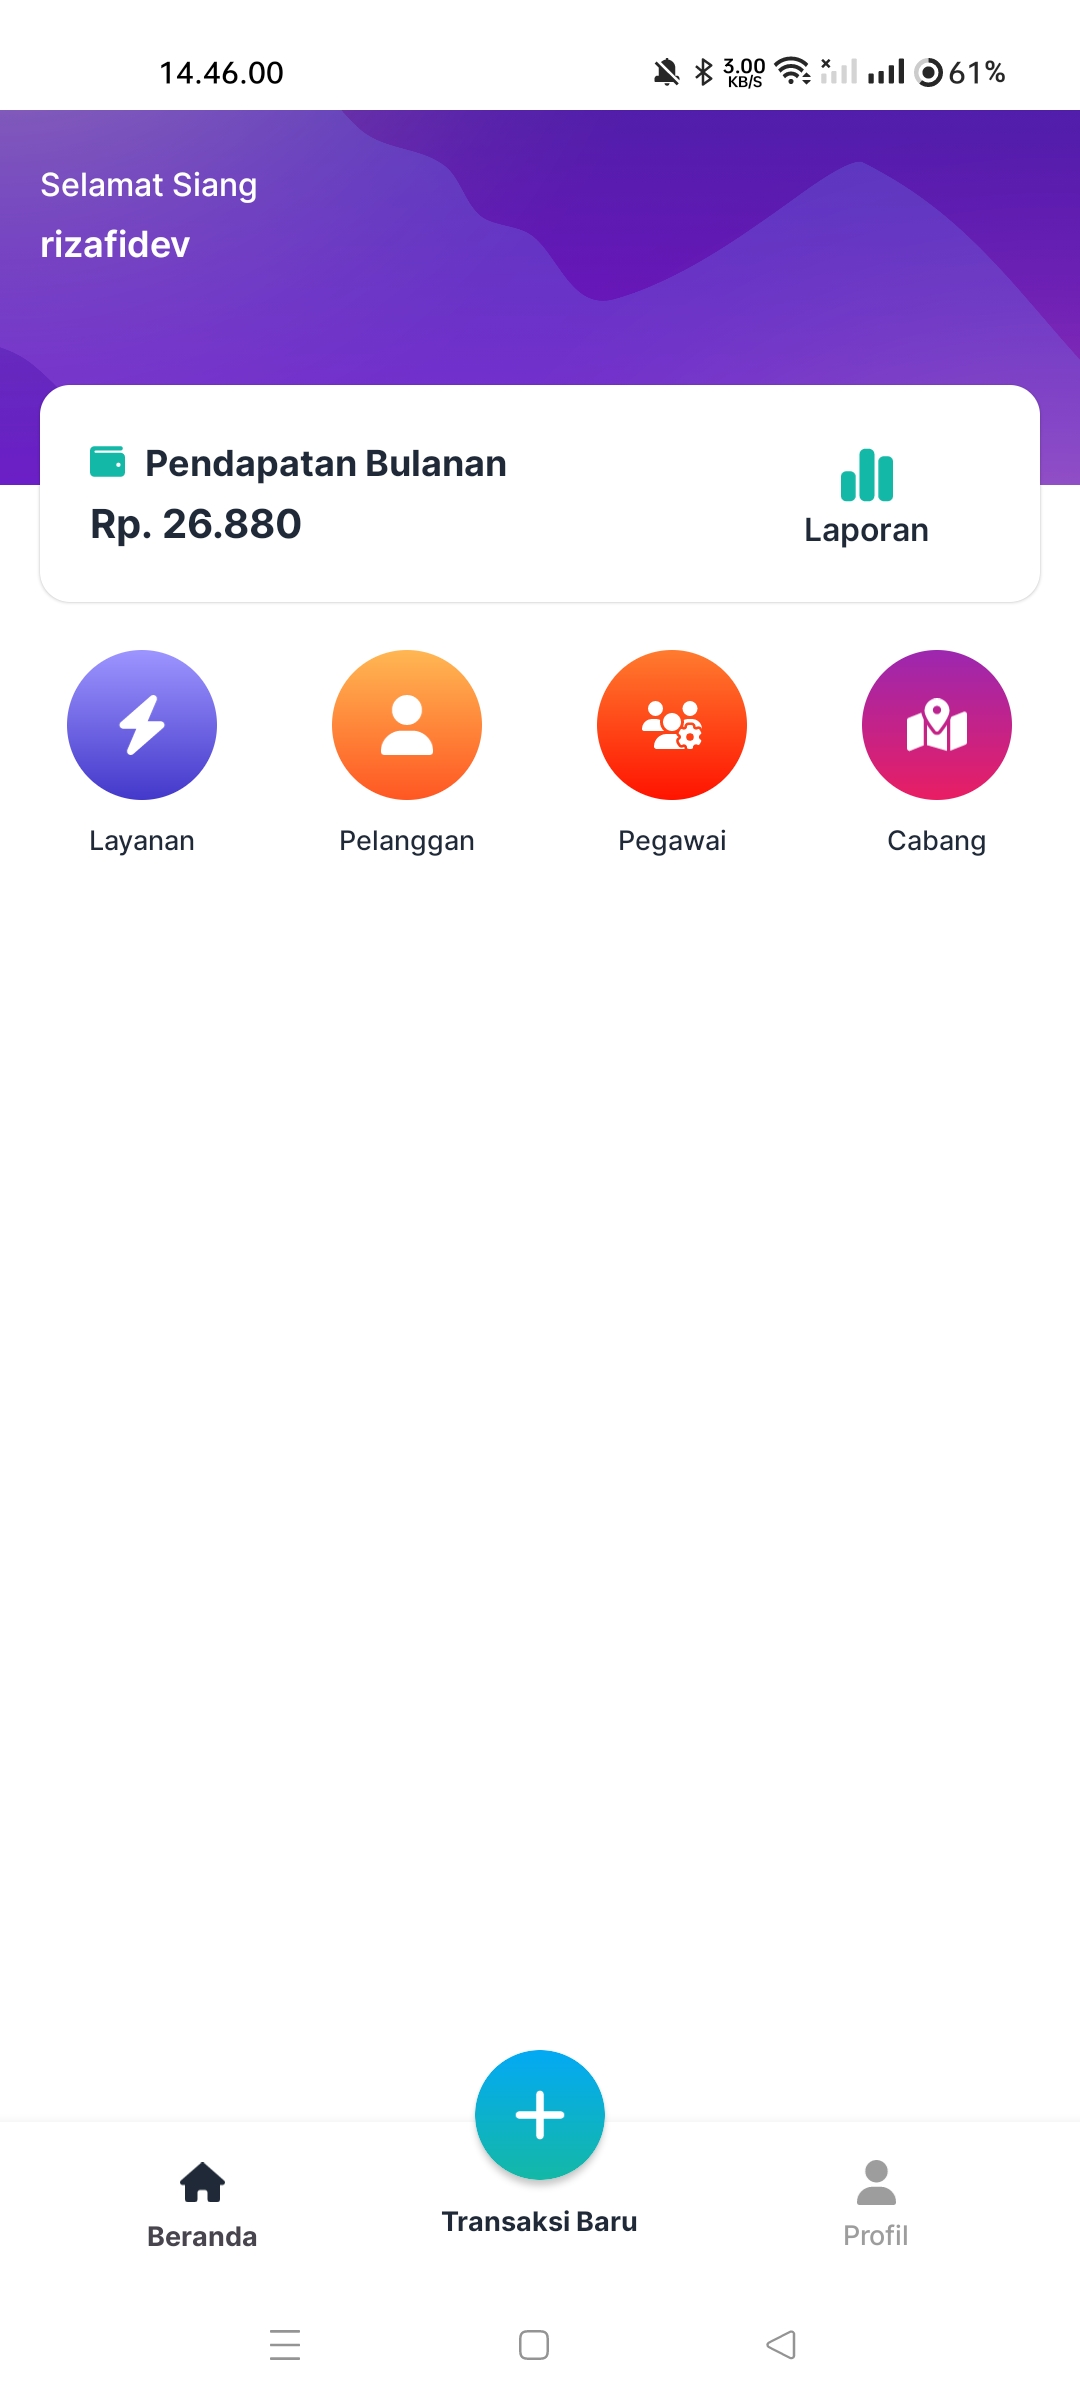 14.46.00
3.00
KB/S
61%
Selamat Siang
rizafidev
Pendapatan Bulanan
Rp. 26.880
Laporan
Layanan
Pelanggan
Pegawai
Cabang
Transaksi Baru
Beranda
Profil